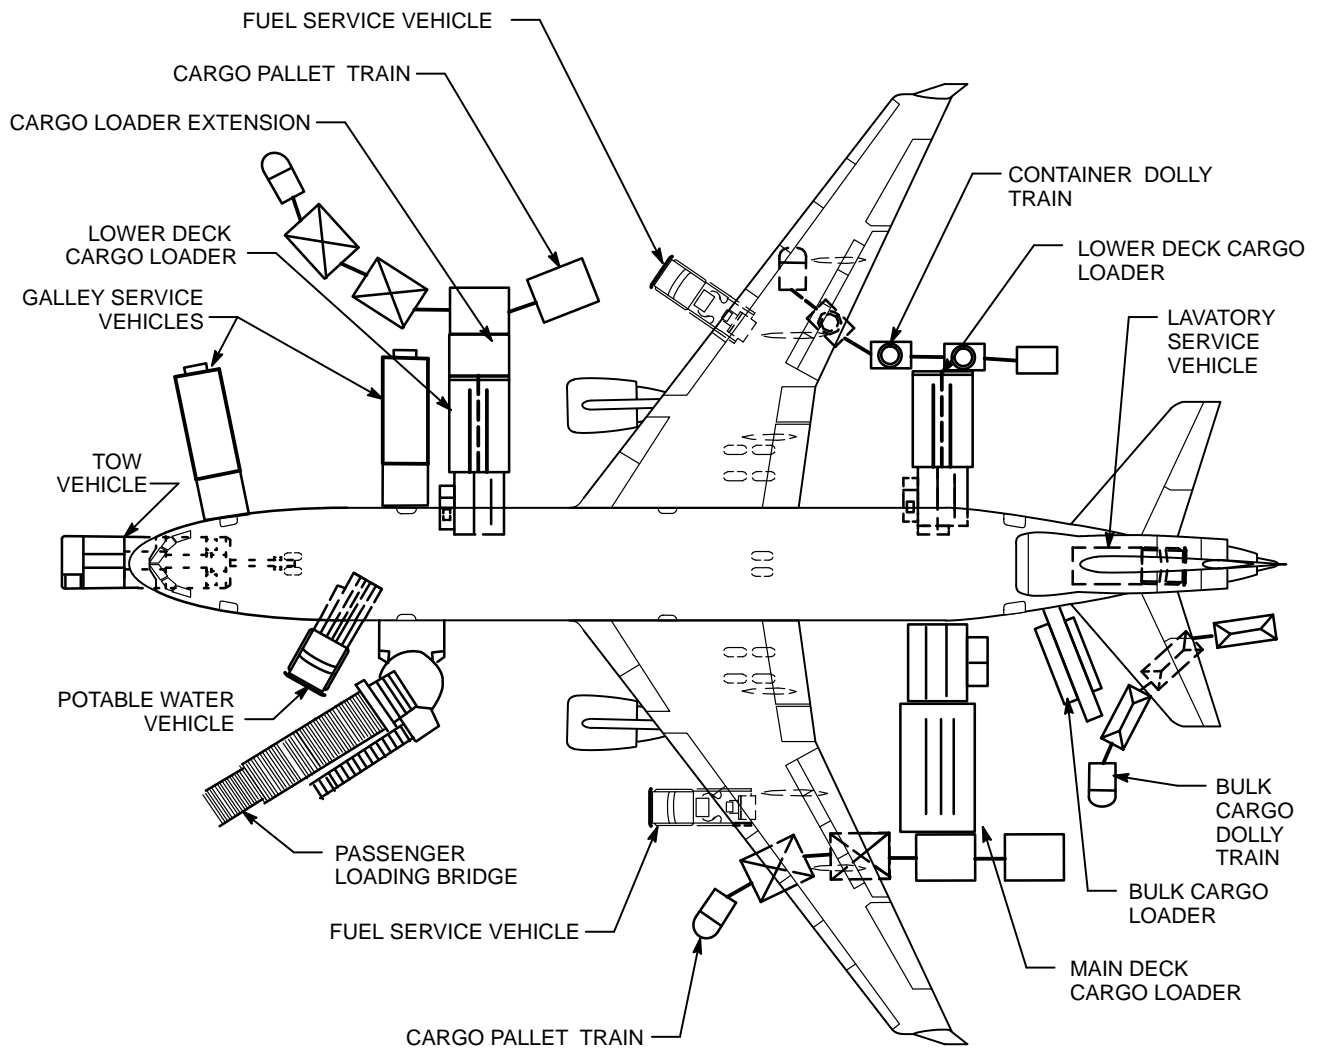 FUEL SERVICE VEHICLE
CARGO PALLET TRAIN
CARGO LOADER EXTENSION
LOWER DECK
CARGO LOADER
GALLEY SERVICE
VEHICLES
TOW
VEHICLE
CONTAINER DOLLY
TRAIN
LOWER DECK CARGO
LOADER
LAVATORY
SERVICE
VEHICLE
POTABLE WATER
VEHICLE
PASSENGER
LOADING BRIDGE
FUEL SERVICE VEHICLE
CARGO PALLET TRAIN
BULK
CARGO
DOLLY
TRAIN
BULK CARGO
LOADER
MAIN DECK
CARGO LOADER